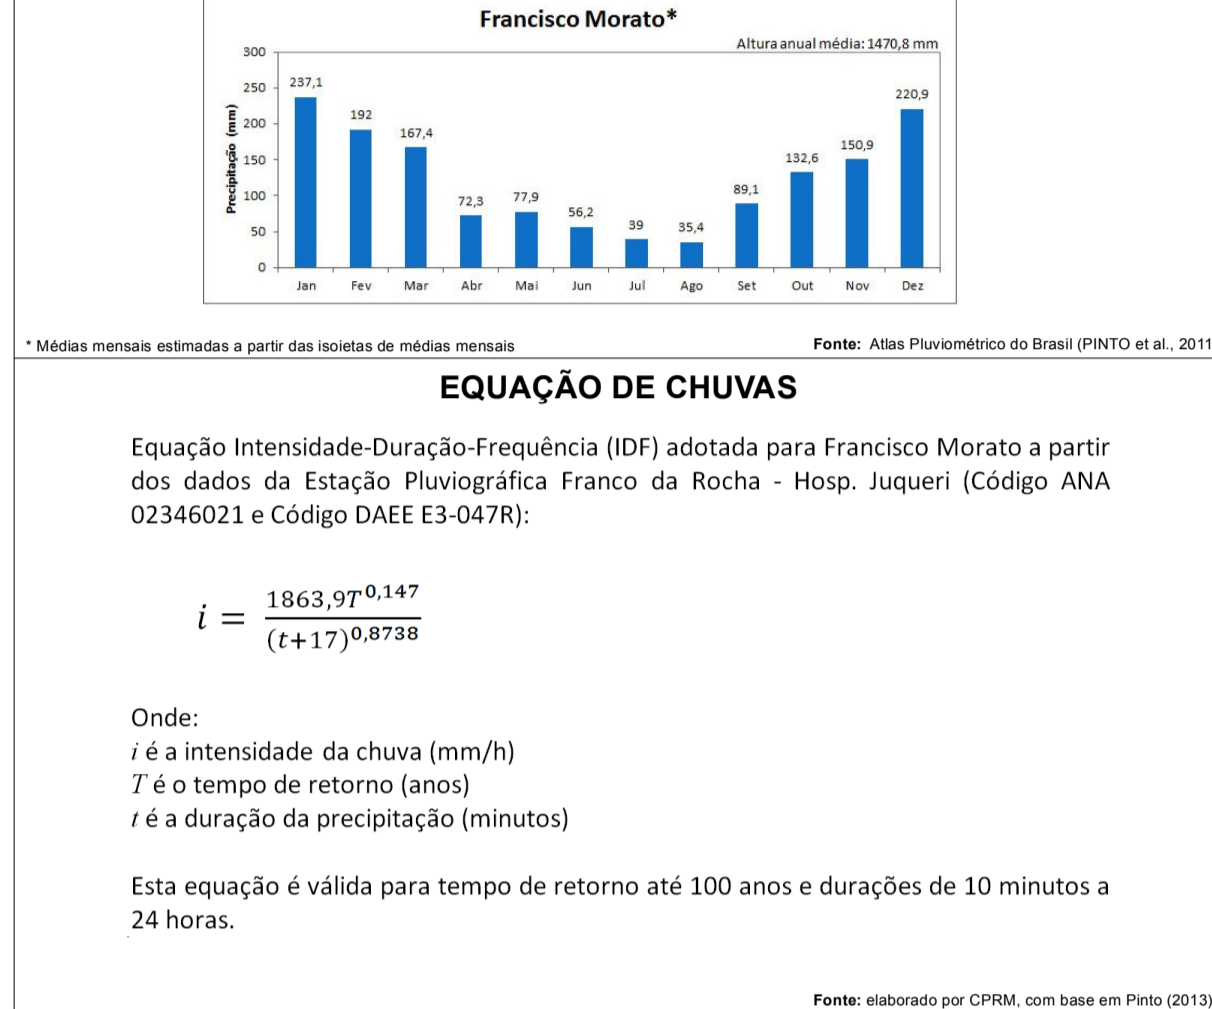 Francisco Morato*
Altura anual média: 1470,8 mm
Precipitação (mm)
300
250
200
150
100
50
0
237,1
192
167,4
72,3
77,9
56,2
39
35,4
89,1
132,6
150,9
220,9
Jan Fev Mar Abr Mai Jun Jul Ago Set Out Nov Dez
* Médias mensais estimadas a partir das isoietas de médias mensais
Fonte: Atlas Pluviométrico do Brasil (PINTO et al., 2011
EQUAÇÃO DE CHUVAS
Equação Intensidade-Duração-Frequência (IDF) adotada para Francisco Morato a partir
dos dados da Estação Pluviográfica Franco da Rocha - Hosp. Juqueri (Código ANA
02346021 e Código DAEE E3-047R):
i = 1863,9T^0,147 / (t+17)^0,8738
Onde:
i é a intensidade da chuva (mm/h)
T é o tempo de retorno (anos)
t é a duração da precipitação (minutos)
Esta equação é válida para tempo de retorno até 100 anos e durações de 10 minutos a
24 horas.
Fonte: elaborado por CPRM, com base em Pinto (2013)